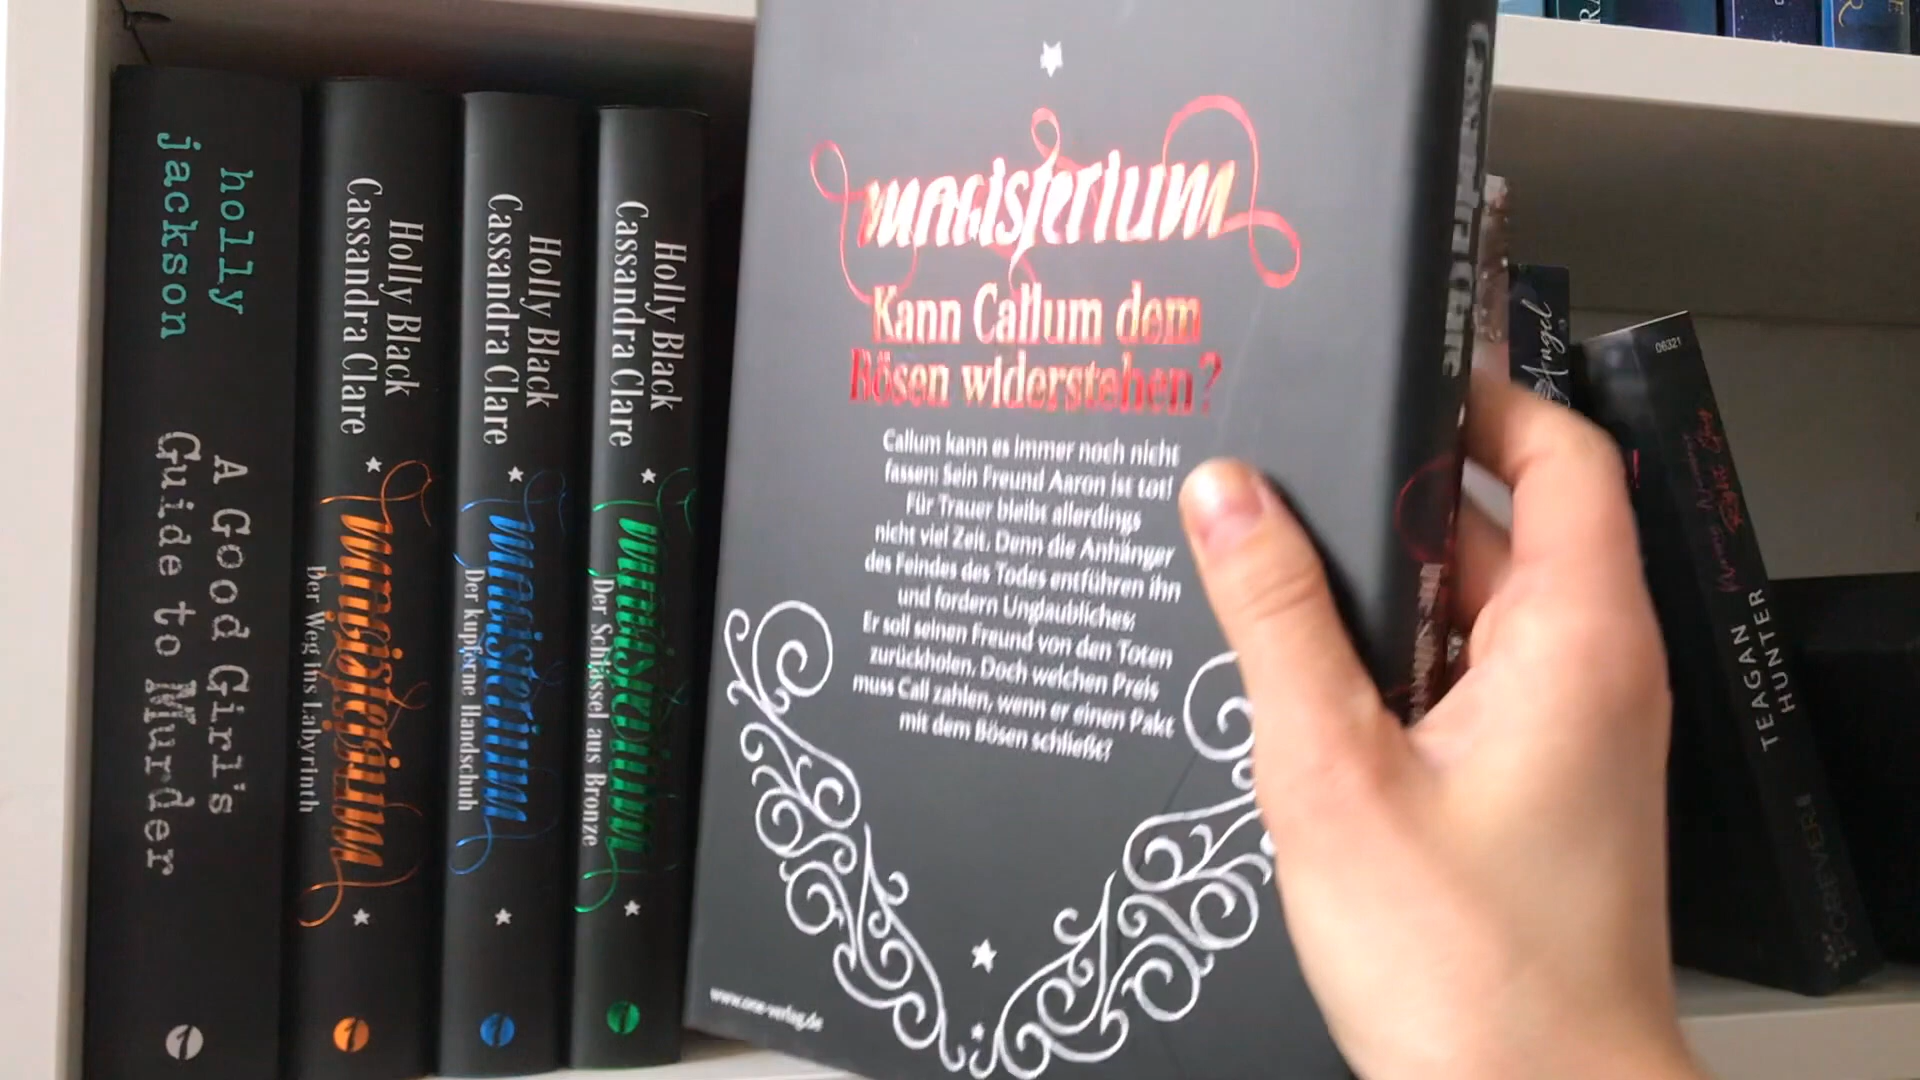 holly
jackson
A Good Girl's
Guide to Murder
Holly Black
Cassandra Clare
magisterium
Der Weg ins Labyrinth
Holly Black
Cassandra Clare
magisterium
Der kupferne Handschuh
Holly Black
Cassandra Clare
magisterium
Der Schlüssel aus Bronze
magisterium
Kann Callum dem
Bösen widerstehen?
Callum kann es immer noch nicht
fassen: Sein Freund Aaron ist tot!
Für Trauer bleibt allerdings
nicht viel Zeit. Denn die Anhänger
des Feindes des Todes entführen ihn
und fordern Unglaubliches:
Er soll seinen Freund von den Toten
zurückholen. Doch welchen Preis
muss Call zahlen, wenn er einen Pakt
mit dem Bösen schließt?
www.one-verlag.de
Angel
06321
TEAGAN
HUNTER